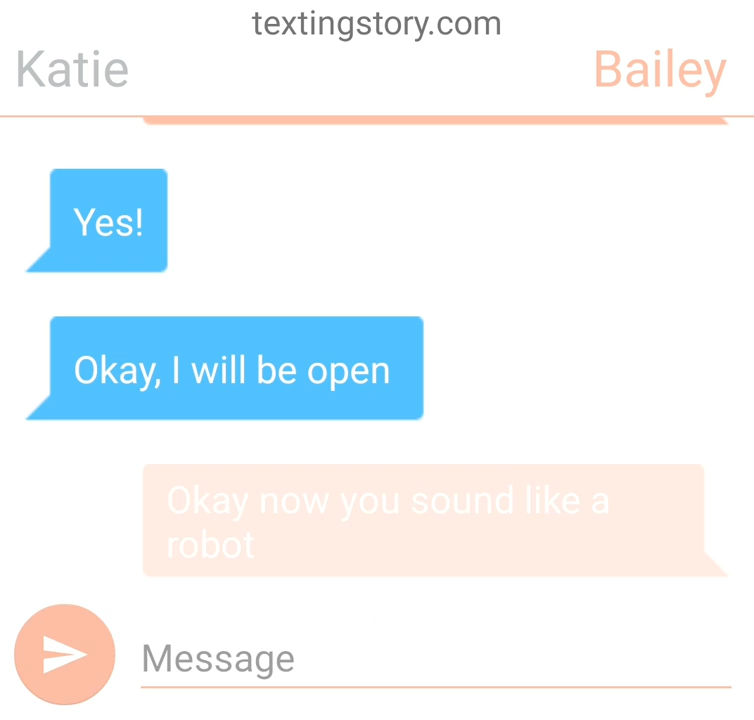 textingstory.com
Katie
Bailey
Yes!
Okay, I will be open
Okay now you sound like a
robot
Message